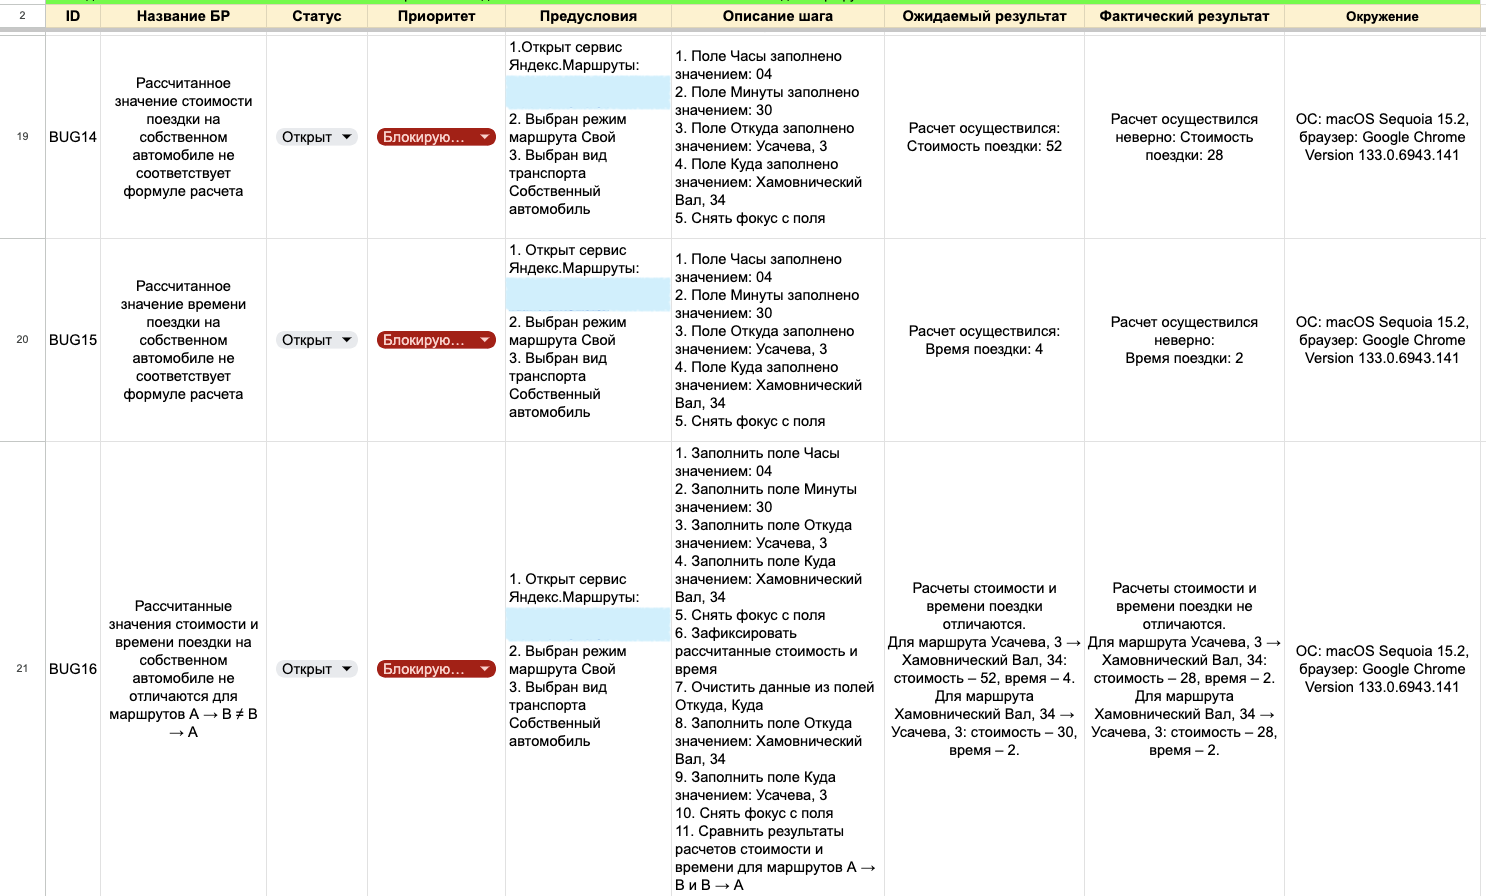 2
ID
Название БР
Статус
Приоритет
Предусловия
Описание шага
Ожидаемый результат
Фактический результат
Окружение
19
BUG14
Рассчитанное
значение стоимости
поездки на
собственном
автомобиле не
соответствует
формуле расчета
Открыт
Блокирую...
1.Открыт сервис
Яндекс.Маршруты:
2. Выбран режим
маршрута Свой
3. Выбран вид
транспорта
Собственный
автомобиль
1. Поле Часы заполнено
значением: 04
2. Поле Минуты заполнено
значением: 30
3. Поле Откуда заполнено
значением: Усачева, 3
4. Поле Куда заполнено
значением: Хамовнический
Вал, 34
5. Снять фокус с поля
Расчет осуществился:
Стоимость поездки: 52
Расчет осуществился
неверно: Стоимость
поездки: 28
ОС: macOS Sequoia 15.2,
браузер: Google Chrome
Version 133.0.6943.141
20
BUG15
Рассчитанное
значение времени
поездки на
собственном
автомобиле не
соответствует
формуле расчета
Открыт
Блокирую...
1. Открыт сервис
Яндекс.Маршруты:
2. Выбран режим
маршрута Свой
3. Выбран вид
транспорта
Собственный
автомобиль
1. Поле Часы заполнено
значением: 04
2. Поле Минуты заполнено
значением: 30
3. Поле Откуда заполнено
значением: Усачева, 3
4. Поле Куда заполнено
значением: Хамовнический
Вал, 34
5. Снять фокус с поля
Расчет осуществился:
Время поездки: 4
Расчет осуществился
неверно:
Время поездки: 2
ОС: macOS Sequoia 15.2,
браузер: Google Chrome
Version 133.0.6943.141
21
BUG16
Рассчитанные
значения стоимости и
времени поездки на
собственном
автомобиле не
отличаются для
маршрутов А → В ≠ В
→ А
Открыт
Блокирую...
1. Открыт сервис
Яндекс.Маршруты:
2. Выбран режим
маршрута Свой
3. Выбран вид
транспорта
Собственный
автомобиль
1. Заполнить поле Часы
значением: 04
2. Заполнить поле Минуты
значением: 30
3. Заполнить поле Откуда
значением: Усачева, 3
4. Заполнить поле Куда
значением: Хамовнический
Вал, 34
5. Снять фокус с поля
6. Зафиксировать
рассчитанные стоимость и
время
7. Очистить данные из полей
Откуда, Куда
8. Заполнить поле Откуда
значением: Хамовнический
Вал, 34
9. Заполнить поле Куда
значением: Усачева, 3
10. Снять фокус с поля
11. Сравнить результаты
расчетов стоимости и
времени для маршрутов А →
В и В → А
Расчеты стоимости и
времени поездки
отличаются.
Для маршрута Усачева, 3 →
Хамовнический Вал, 34:
стоимость – 52, время – 4.
Для маршрута
Хамовнический Вал, 34 →
Усачева, 3: стоимость – 30,
время – 2.
Расчеты стоимости и
времени поездки не
отличаются.
Для маршрута Усачева, 3 →
Хамовнический Вал, 34:
стоимость – 28, время – 2.
Для маршрута
Хамовнический Вал, 34 →
Усачева, 3: стоимость – 28,
время – 2.
ОС: macOS Sequoia 15.2,
браузер: Google Chrome
Version 133.0.6943.141